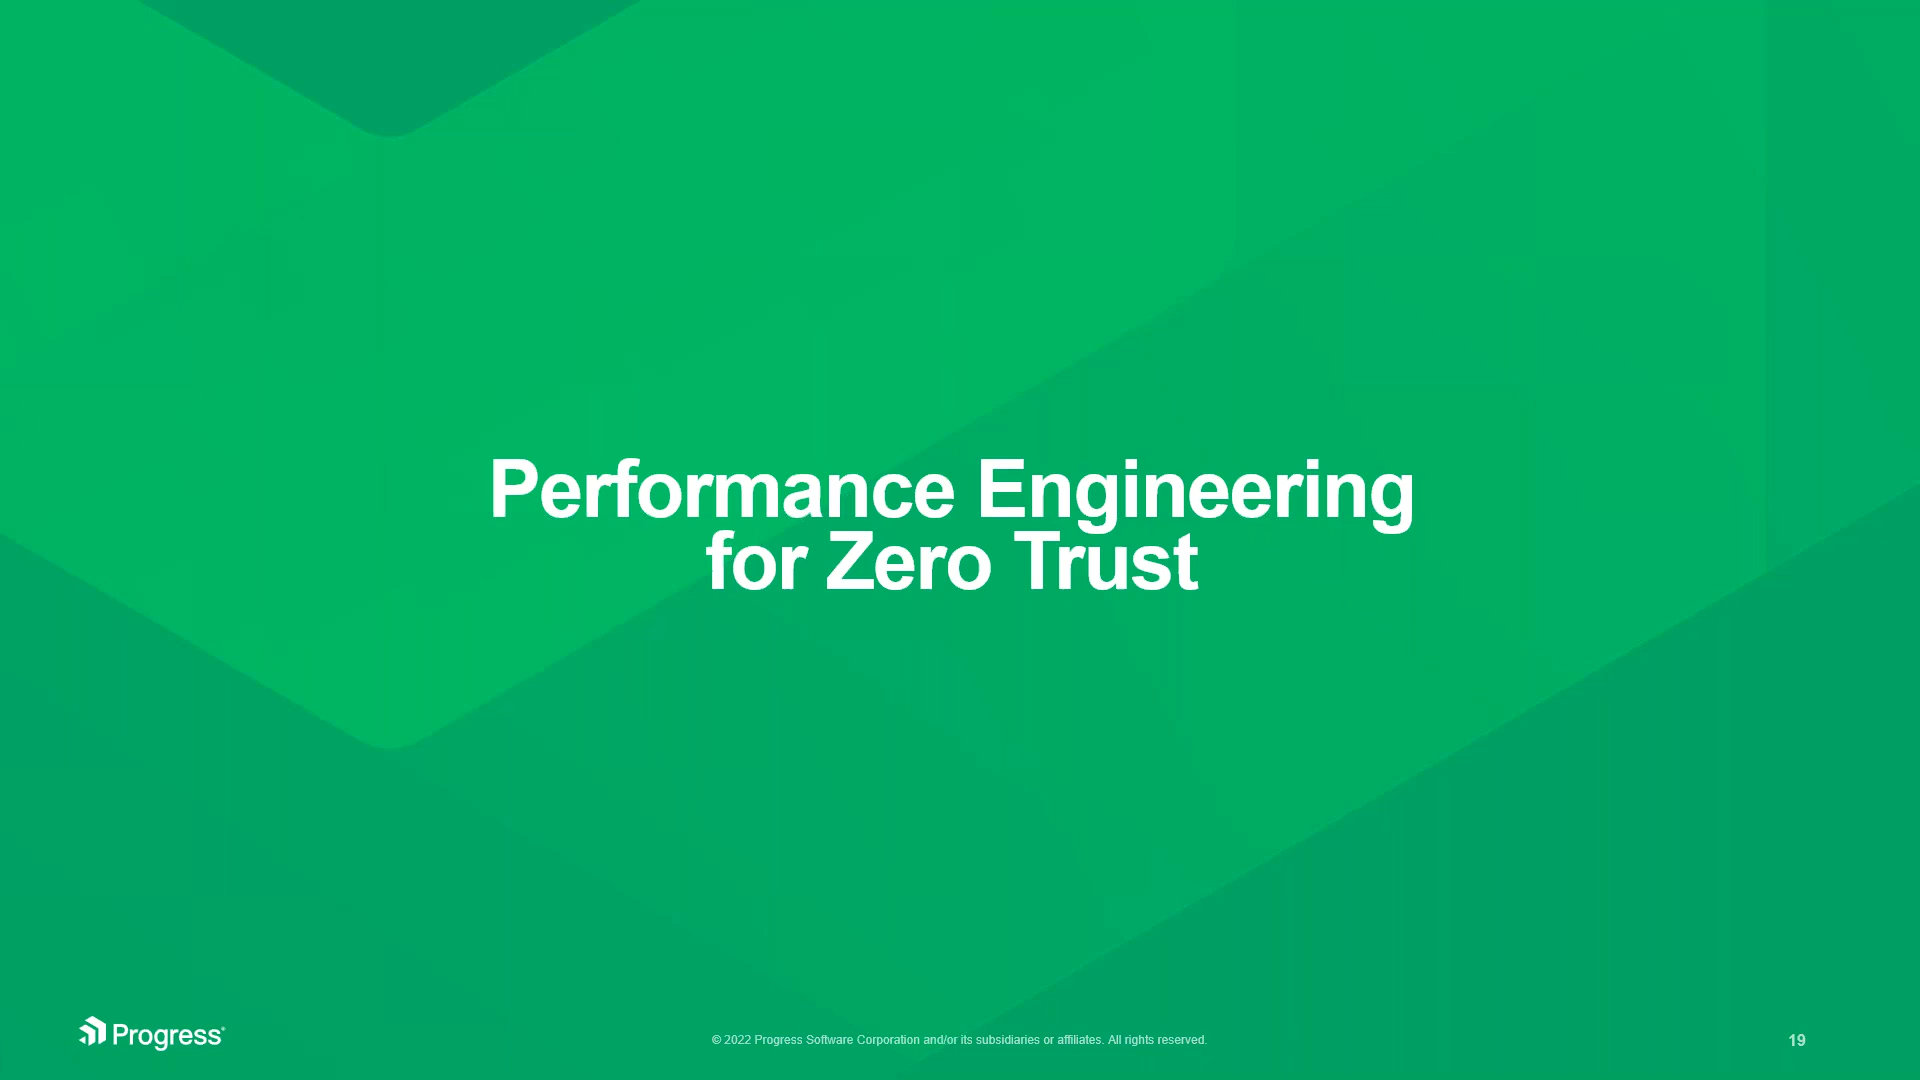 Performance Engineering
for Zero Trust
Progress®
© 2022 Progress Software Corporation and/or its subsidiaries or affiliates. All rights reserved.
19